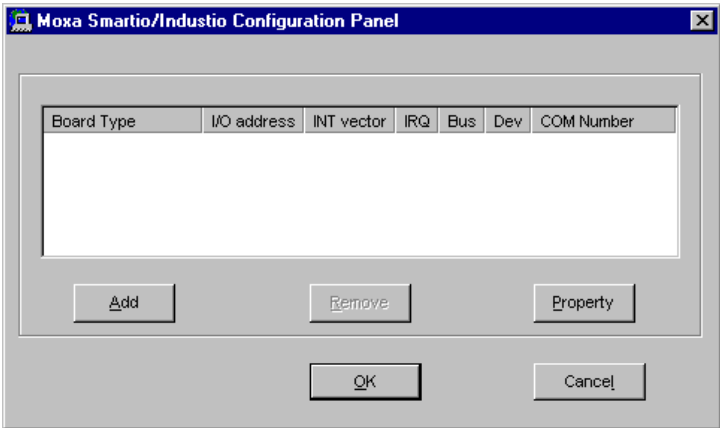 Moxa Smartio/Industio Configuration Panel
Board Type I/O address INT vector IRQ Bus Dev COM Number
Add Remove Property
OK Cancel